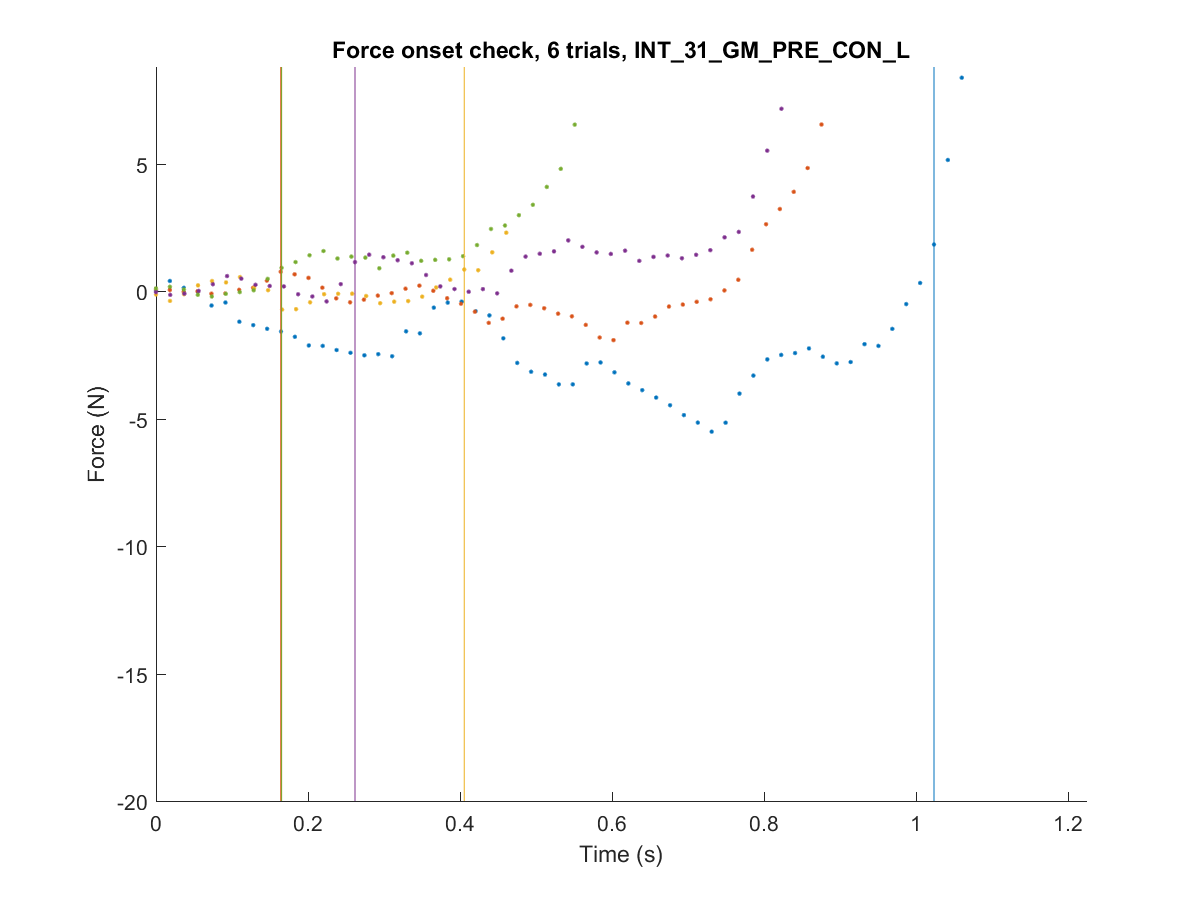 Force onset check, 6 trials, INT_31_GM_PRE_CON_L
5
0
-5
-10
-15
-20
Force (N)
0 0.2 0.4 0.6 0.8 1 1.2
Time (s)